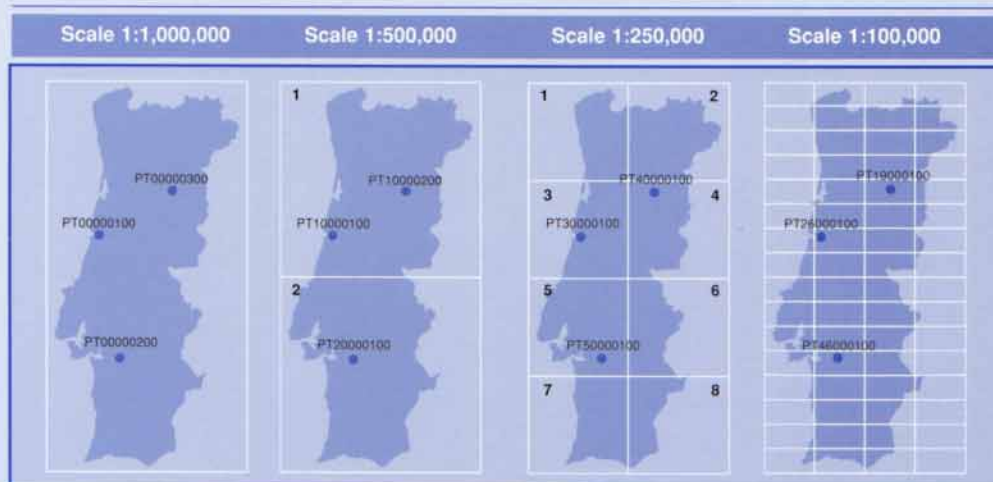 Scale 1:1,000,000
Scale 1:500,000
Scale 1:250,000
Scale 1:100,000
PT00000300
PT00000100
PT00000200
1
PT10000200
PT10000100
2
PT20000100
1
2
PT40000100
3
4
PT30000100
5
6
PT50000100
7
8
PT19000100
PT26000100
PT46000100